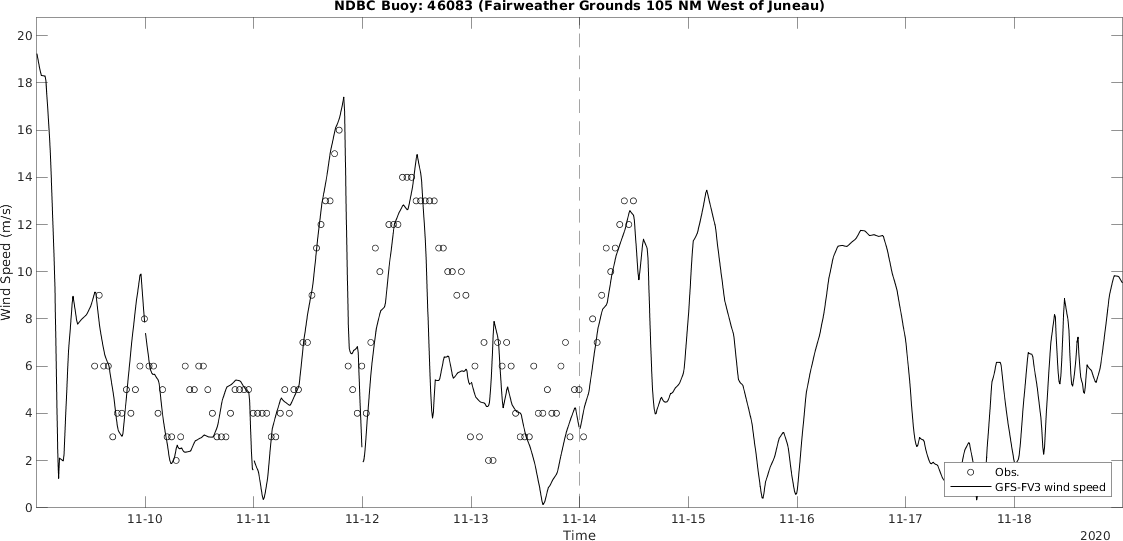 NDBC Buoy: 46083 (Fairweather Grounds 105 NM West of Juneau)
20
18
16
14
12
10
8
6
4
2
0
Wind Speed (m/s)
Obs.
GFS-FV3 wind speed
11-10 11-11 11-12 11-13 11-14 11-15 11-16 11-17 11-18
Time
2020